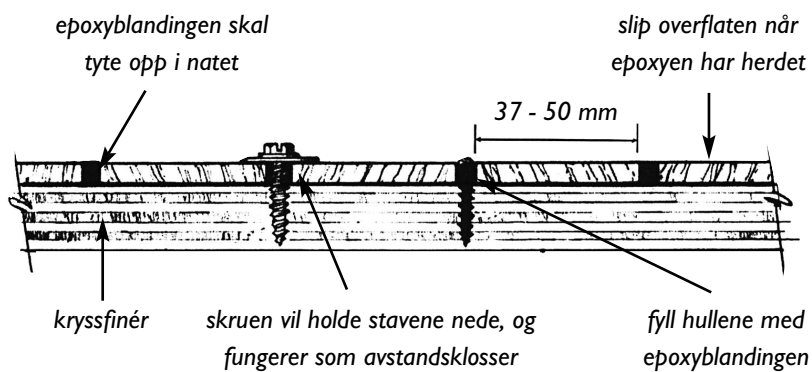 epoxyblandingen skal
tyte opp i natet
slip overflaten når
epoxyen har herdet
37 - 50 mm
kryssfinér
skruen vil holde stavene nede, og
fungerer som avstandsklosser
fyll hullene med
epoxyblandingen